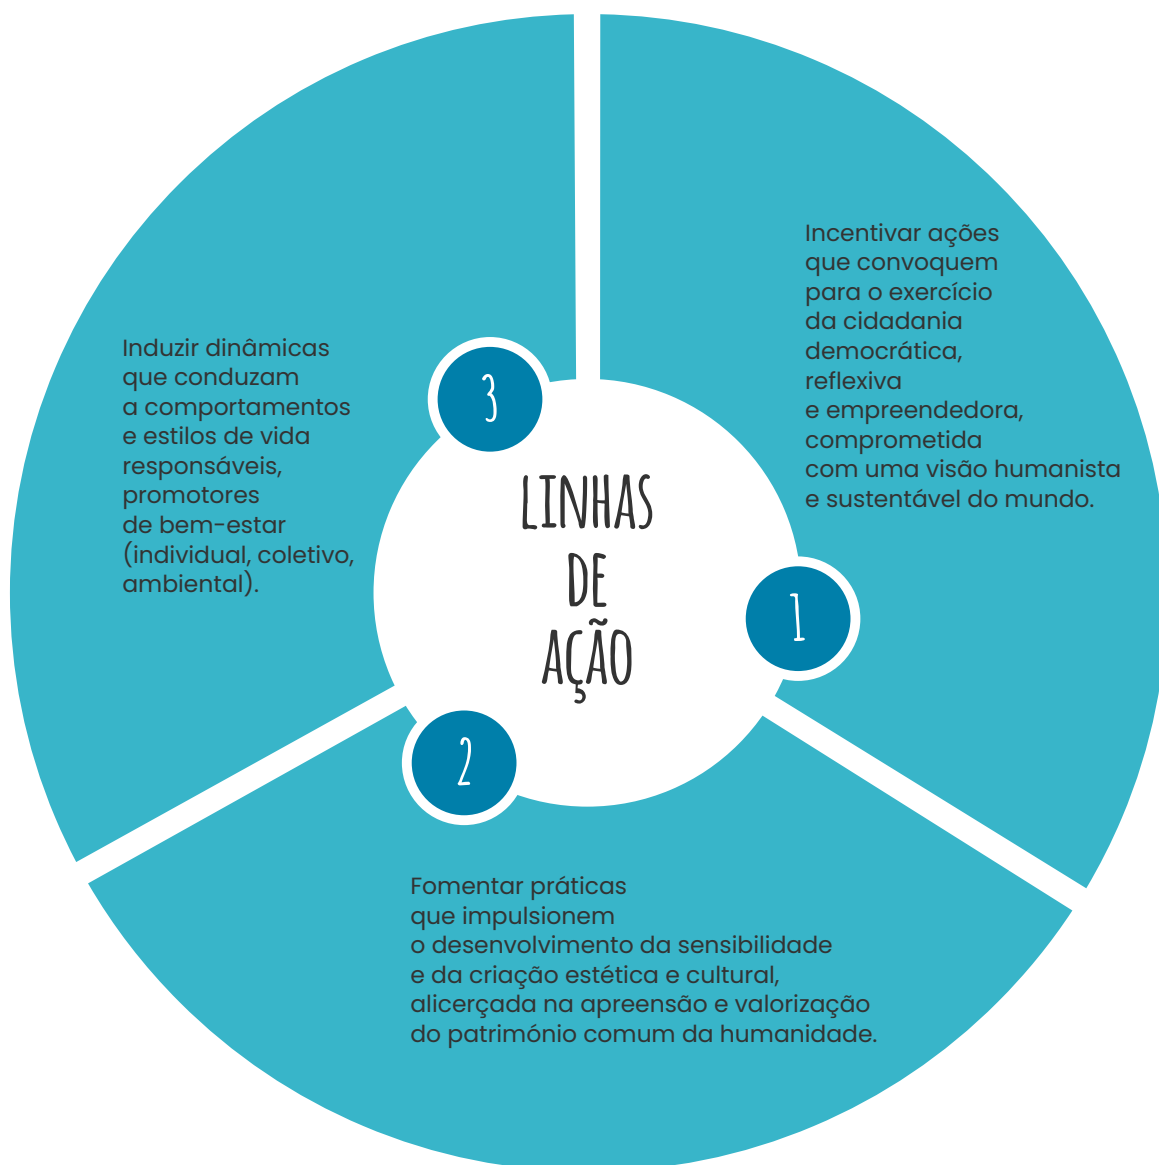 LINHAS
DE
AÇÃO
1
Incentivar ações
que convoquem
para o exercício
da cidadania
democrática,
reflexiva
e empreendedora,
comprometida
com uma visão humanista
e sustentável do mundo.
2
Fomentar práticas
que impulsionem
o desenvolvimento da sensibilidade
e da criação estética e cultural,
alicerçada na apreensão e valorização
do património comum da humanidade.
3
Induzir dinâmicas
que conduzam
a comportamentos
e estilos de vida
responsáveis,
promotores
de bem-estar
(individual, coletivo,
ambiental).